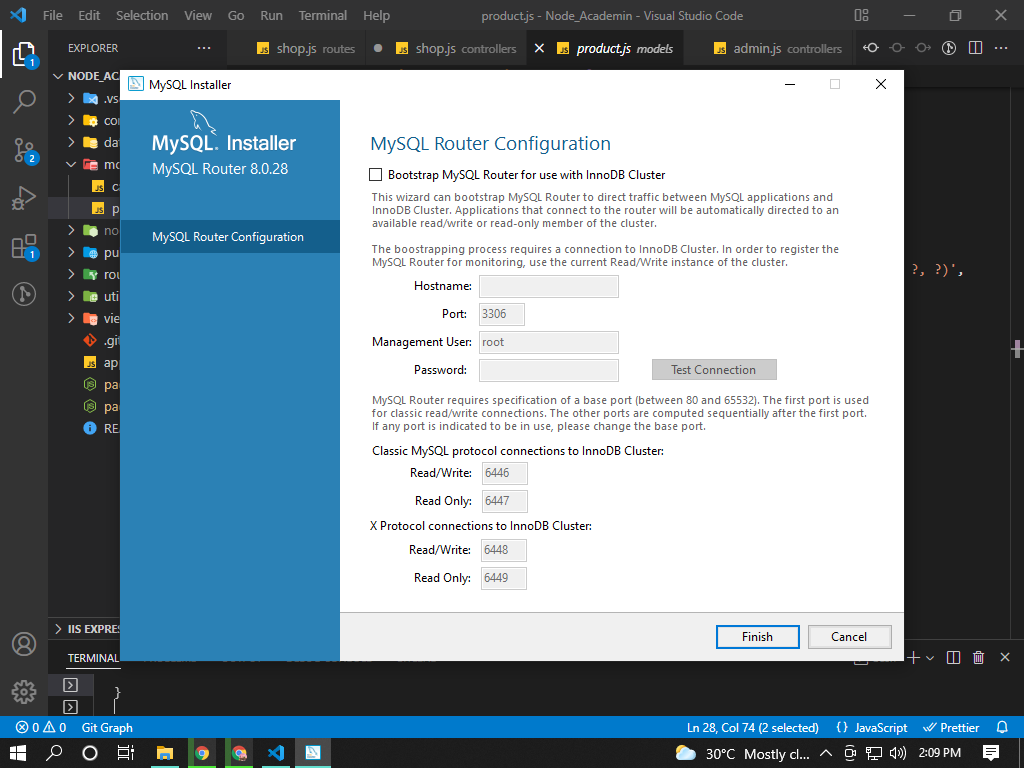 File Edit Selection View Go Run Terminal Help product.js - Node_Academin - Visual Studio Code
EXPLORER ···
shop.js routes
shop.js controllers
product.js models
admin.js controllers
NODE_AC
MySQL Installer
MySQL. Installer
MySQL Router 8.0.28
MySQL Router Configuration
MySQL Router Configuration
Bootstrap MySQL Router for use with InnoDB Cluster
This wizard can bootstrap MySQL Router to direct traffic between MySQL applications and
InnoDB Cluster. Applications that connect to the router will be automatically directed to an
available read/write or read-only member of the cluster.
The boostrapping process requires a connection to InnoDB Cluster. In order to register the
MySQL Router for monitoring, use the current Read/Write instance of the cluster.
Hostname:
Port: 3306
Management User: root
Password:
Test Connection
MySQL Router requires specification of a base port (between 80 and 65532). The first port is used
for classic read/write connections. The other ports are computed sequentially after the first port.
If any port is indicated to be in use, please change the base port.
Classic MySQL protocol connections to InnoDB Cluster:
Read/Write: 6446
Read Only: 6447
X Protocol connections to InnoDB Cluster:
Read/Write: 6448
Read Only: 6449
Finish Cancel
.vs
co
da
mo
c
p
no
pu
rou
uti
vie
.git
app
pa
pa
RE
?, ?)',
1
2
1
IIS EXPRE
TERMINAL
}
0 0 Git Graph Ln 28, Col 74 (2 selected) {} JavaScript Prettier
30°C Mostly cl... 2:09 PM